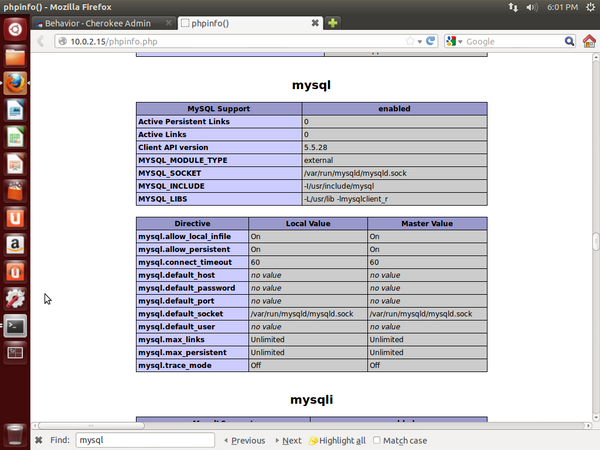 phpinfo() - Mozilla Firefox
6:01 PM
Behavior - Cherokee Admin
phpinfo()
10.0.2.15/phpinfo.php
Google
mysql
MySQL Support enabled
Active Persistent Links 0
Active Links 0
Client API version 5.5.28
MYSQL_MODULE_TYPE external
MYSQL_SOCKET /var/run/mysqld/mysqld.sock
MYSQL_INCLUDE -I/usr/include/mysql
MYSQL_LIBS -L/usr/lib -lmysqlclient_r
Directive Local Value Master Value
mysql.allow_local_infile On On
mysql.allow_persistent On On
mysql.connect_timeout 60 60
mysql.default_host no value no value
mysql.default_password no value no value
mysql.default_port no value no value
mysql.default_socket /var/run/mysqld/mysqld.sock /var/run/mysqld/mysqld.sock
mysql.default_user no value no value
mysql.max_links Unlimited Unlimited
mysql.max_persistent Unlimited Unlimited
mysql.trace_mode Off Off
mysqli
Find: mysql Previous Next Highlight all Match case